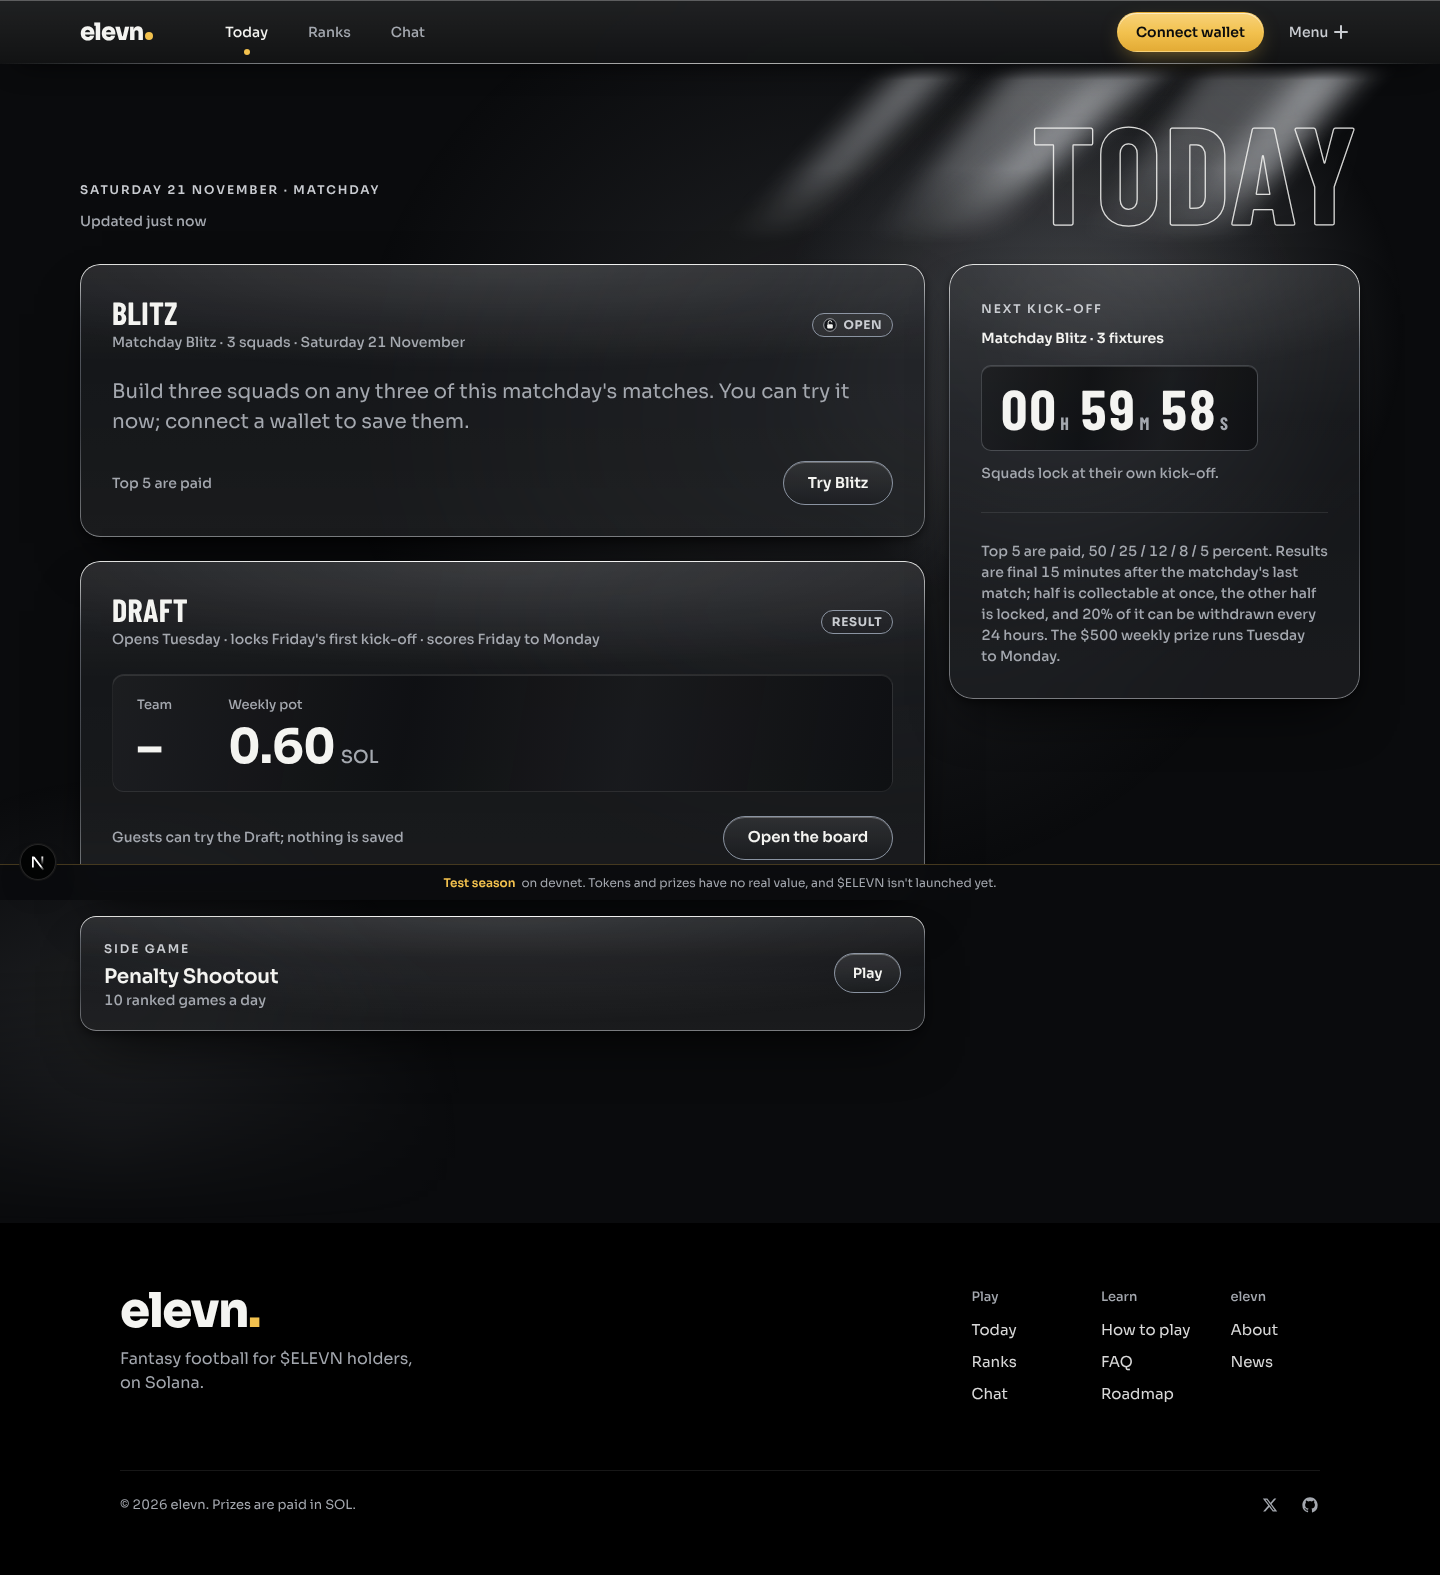 elevn.
Today
Ranks
Chat
Connect wallet
Menu
TODAY
SATURDAY 21 NOVEMBER · MATCHDAY
Updated just now
BLITZ
Matchday Blitz · 3 squads · Saturday 21 November
OPEN
Build three squads on any three of this matchday's matches. You can try it
now; connect a wallet to save them.
Top 5 are paid
Try Blitz
NEXT KICK-OFF
Matchday Blitz · 3 fixtures
00 H 59 M 58 S
Squads lock at their own kick-off.
Top 5 are paid, 50 / 25 / 12 / 8 / 5 percent. Results
are final 15 minutes after the matchday's last
match; half is collectable at once, the other half
is locked, and 20% of it can be withdrawn every
24 hours. The $500 weekly prize runs Tuesday
to Monday.
DRAFT
Opens Tuesday · locks Friday's first kick-off · scores Friday to Monday
RESULT
Team
–
Weekly pot
0.60 SOL
Guests can try the Draft; nothing is saved
Open the board
N
Test season on devnet. Tokens and prizes have no real value, and $ELEVN isn't launched yet.
SIDE GAME
Penalty Shootout
10 ranked games a day
Play
elevn.
Fantasy football for $ELEVN holders,
on Solana.
Play
Today
Ranks
Chat
Learn
How to play
FAQ
Roadmap
elevn
About
News
© 2026 elevn. Prizes are paid in SOL.